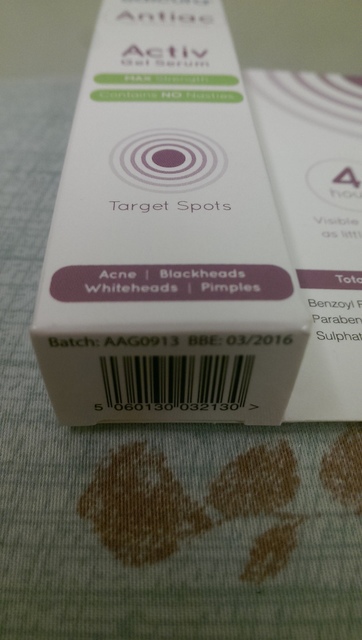 Antiac
Activ
Gel Serum
MAX Strength
Contains NO Nasties
Target Spots
Acne | Blackheads
Whiteheads | Pimples
Batch: AAG0913 BBE: 03/2016
5 060130 032130 >
4
hou
Visible
as littl
Tota
Benzoyl P
Paraben
Sulphat